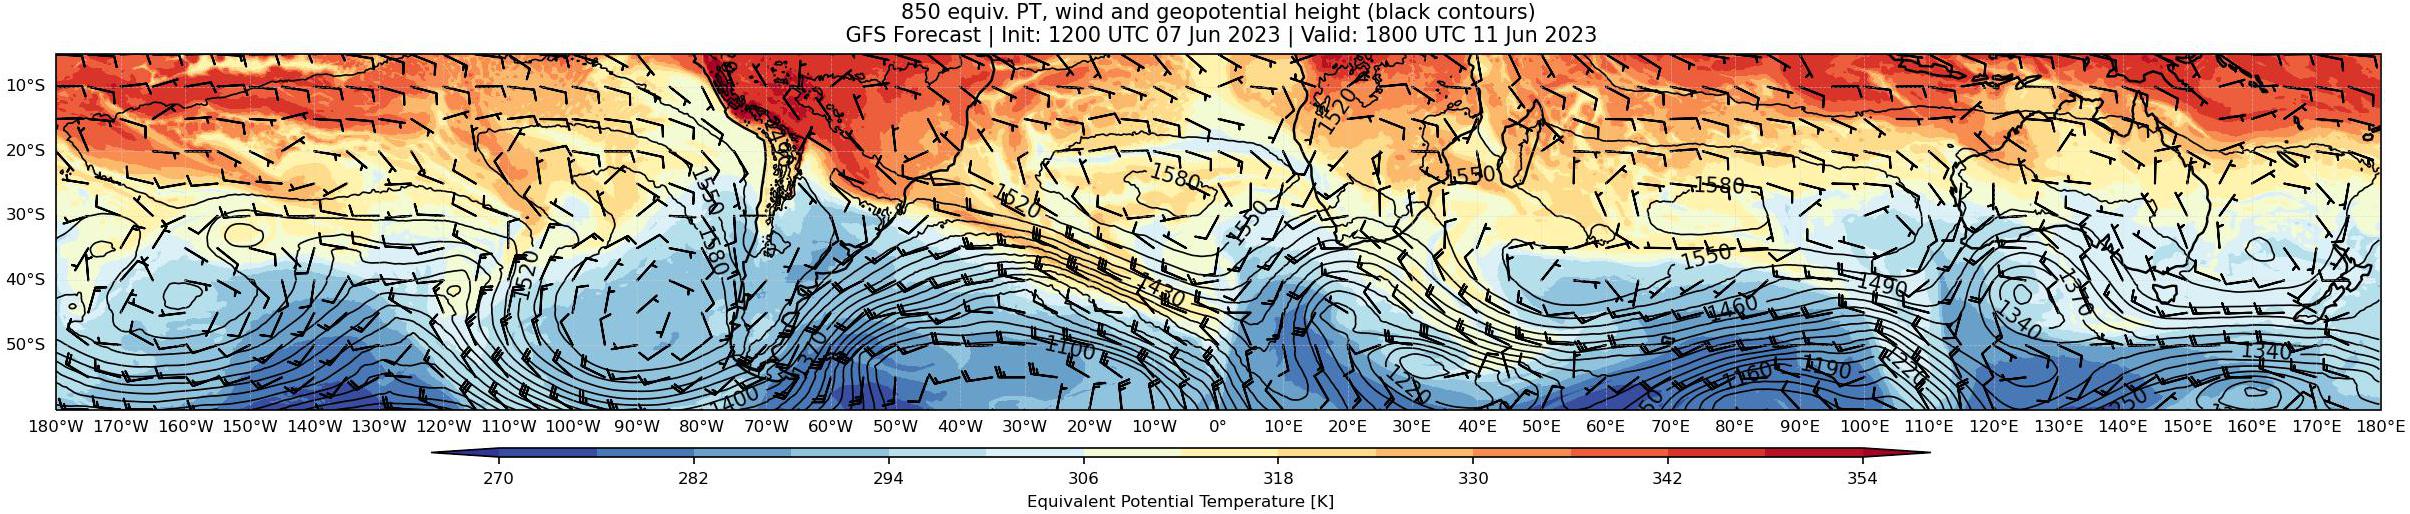 850 equiv. PT, wind and geopotential height (black contours)
GFS Forecast | Init: 1200 UTC 07 Jun 2023 | Valid: 1800 UTC 11 Jun 2023
10°S
20°S
30°S
40°S
50°S
1520
1550
1580
1520
1580
1520
1550
1550
1580
1550
1580
1520
1430
1490
1460
1310
1340
1340
1370
1100
1220
1160
1190
1220
1400
180°W 170°W 160°W 150°W 140°W 130°W 120°W 110°W 100°W 90°W 80°W 70°W 60°W 50°W 40°W 30°W 20°W 10°W 0° 10°E 20°E 30°E 40°E 50°E 60°E 70°E 80°E 90°E 100°E 110°E 120°E 130°E 140°E 150°E 160°E 170°E 180°E
270 282 294 306 318 330 342 354
Equivalent Potential Temperature [K]